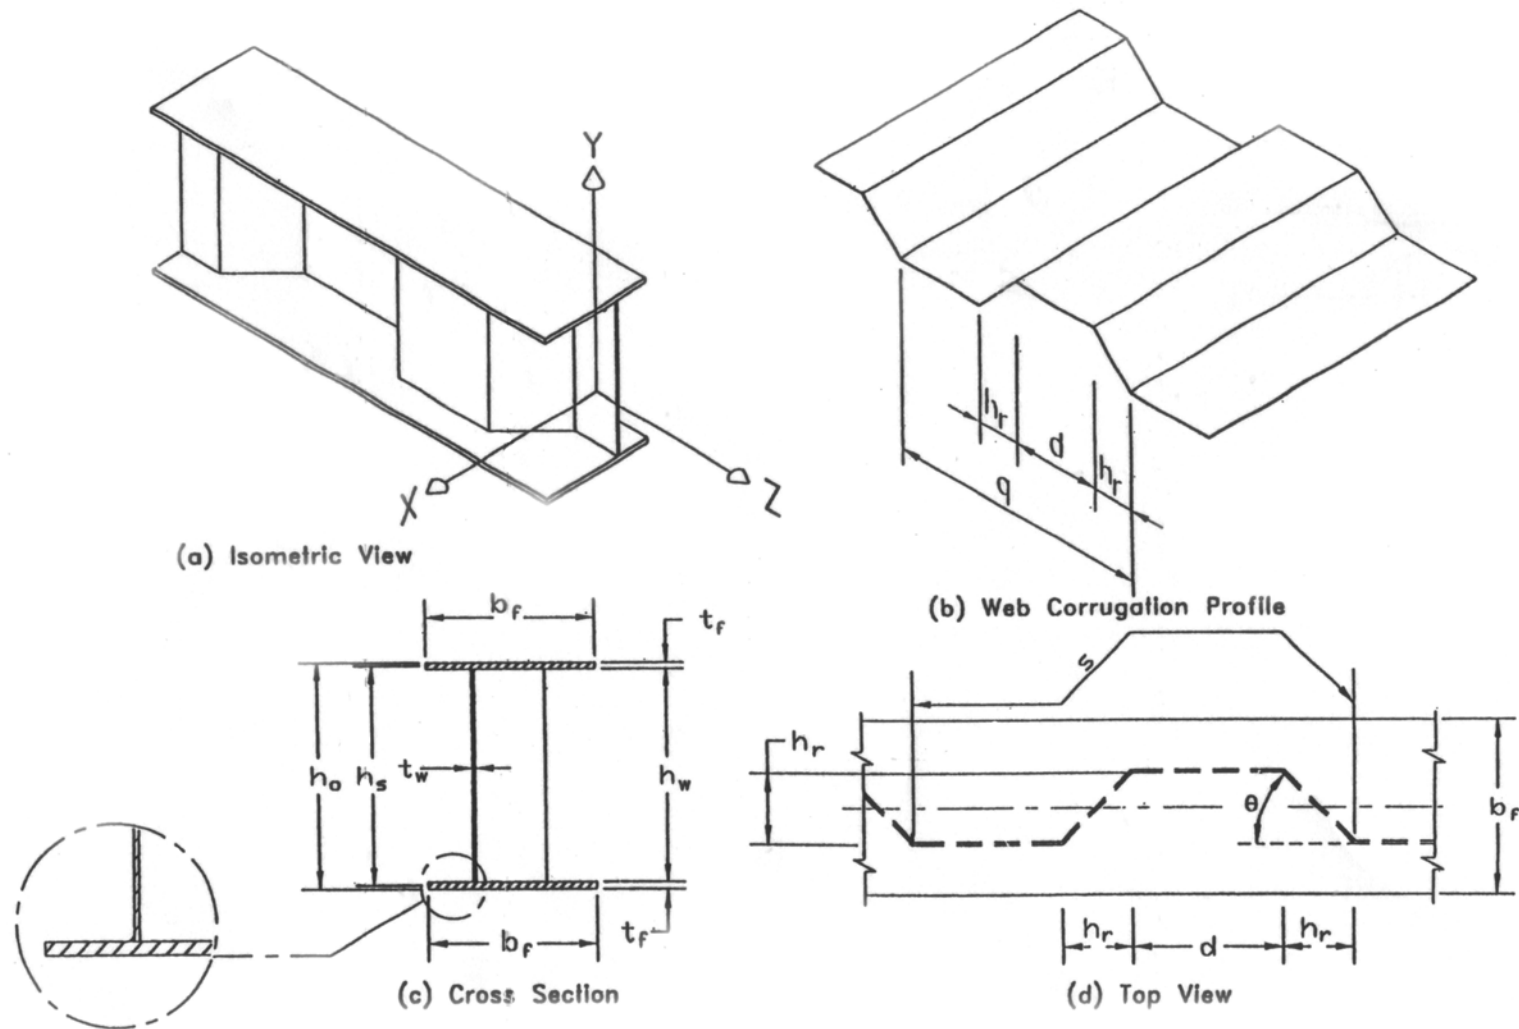 Y
X
Z
(a) Isometric View
h_r
d
h_r
q
(b) Web Corrugation Profile
b_f
t_f
h_o
h_s
t_w
h_w
b_f
t_f
(c) Cross Section
s
h_r
θ
b_f
h_r
d
h_r
(d) Top View